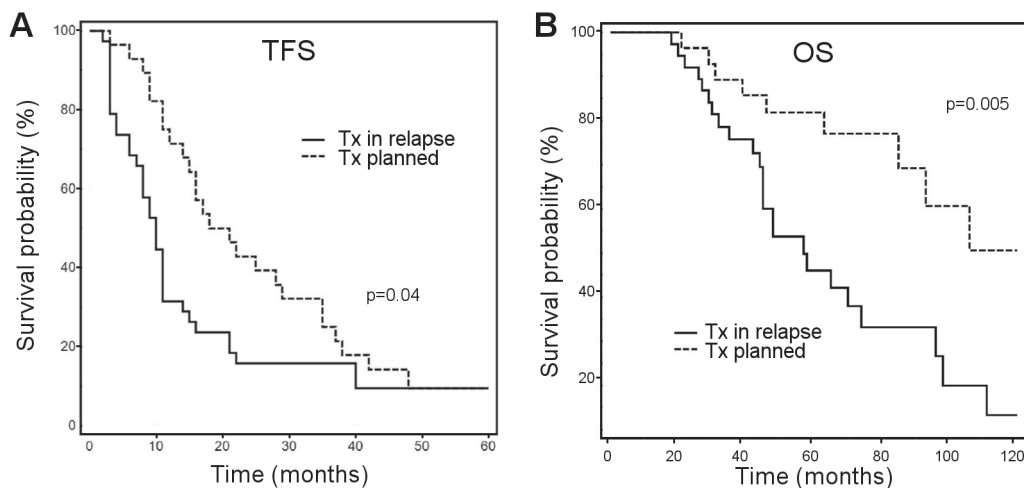 A
TFS
Survival probability (%)
100
80
60
40
20
0
Tx in relapse
Tx planned
p=0.04
0 10 20 30 40 50 60
Time (months)
B
OS
Survival probability (%)
100
80
60
40
20
p=0.005
Tx in relapse
Tx planned
0 20 40 60 80 100 120
Time (months)